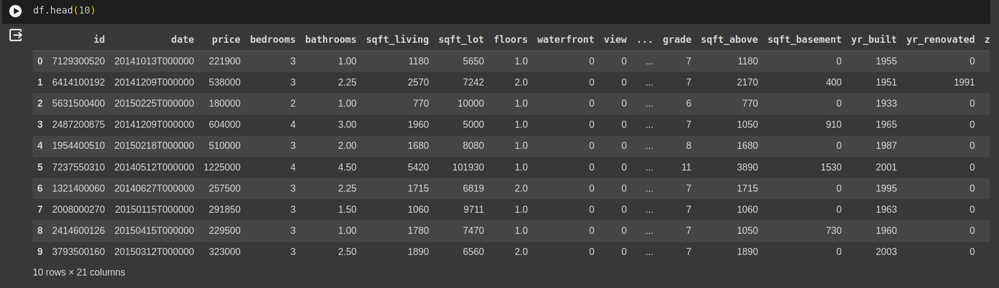 df.head(10)
id date price bedrooms bathrooms sqft_living sqft_lot floors waterfront view ... grade sqft_above sqft_basement yr_built yr_renovated z
0 7129300520 20141013T000000 221900 3 1.00 1180 5650 1.0 0 0 ... 7 1180 0 1955 0
1 6414100192 20141209T000000 538000 3 2.25 2570 7242 2.0 0 0 ... 7 2170 400 1951 1991
2 5631500400 20150225T000000 180000 2 1.00 770 10000 1.0 0 0 ... 6 770 0 1933 0
3 2487200875 20141209T000000 604000 4 3.00 1960 5000 1.0 0 0 ... 7 1050 910 1965 0
4 1954400510 20150218T000000 510000 3 2.00 1680 8080 1.0 0 0 ... 8 1680 0 1987 0
5 7237550310 20140512T000000 1225000 4 4.50 5420 101930 1.0 0 0 ... 11 3890 1530 2001 0
6 1321400060 20140627T000000 257500 3 2.25 1715 6819 2.0 0 0 ... 7 1715 0 1995 0
7 2008000270 20150115T000000 291850 3 1.50 1060 9711 1.0 0 0 ... 7 1060 0 1963 0
8 2414600126 20150415T000000 229500 3 1.00 1780 7470 1.0 0 0 ... 7 1050 730 1960 0
9 3793500160 20150312T000000 323000 3 2.50 1890 6560 2.0 0 0 ... 7 1890 0 2003 0
10 rows × 21 columns